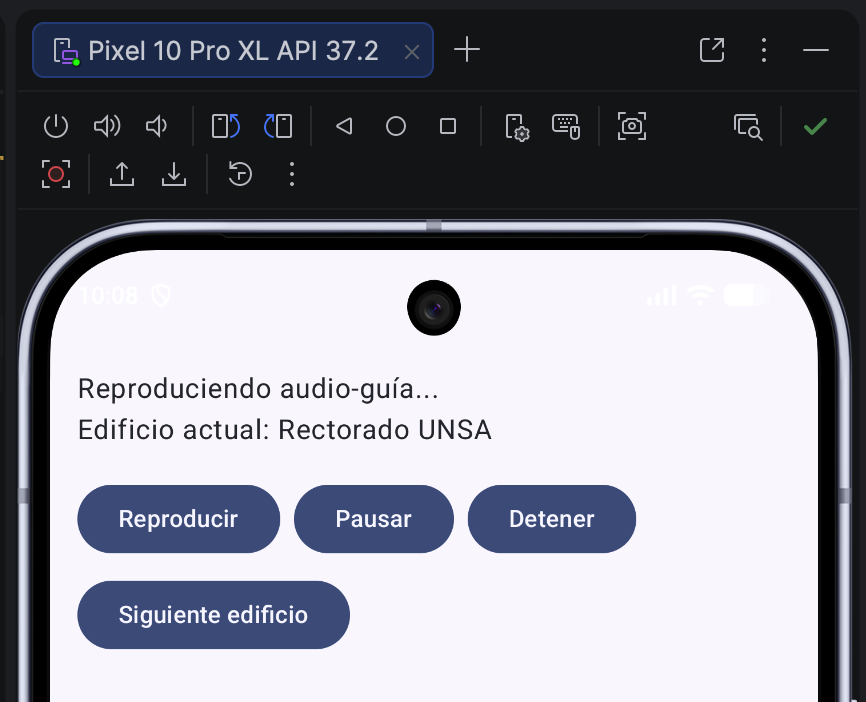 Pixel 10 Pro XL API 37.2
10:08
Reproduciendo audio-guía...
Edificio actual: Rectorado UNSA
Reproducir Pausar Detener
Siguiente edificio